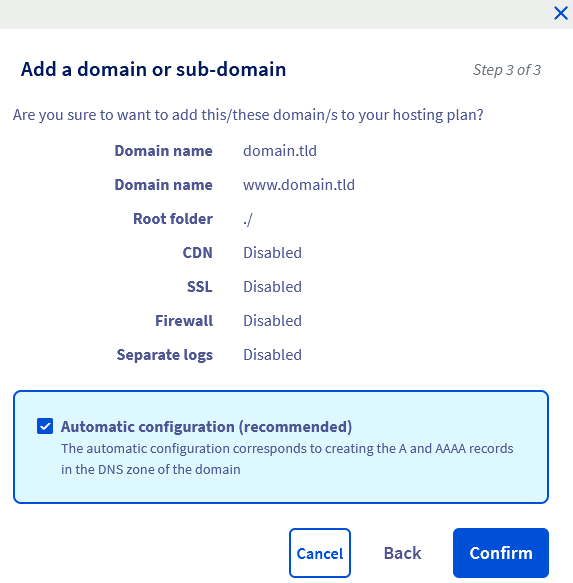 Add a domain or sub-domain
Step 3 of 3
Are you sure to want to add this/these domain/s to your hosting plan?
Domain name domain.tld
Domain name www.domain.tld
Root folder ./
CDN Disabled
SSL Disabled
Firewall Disabled
Separate logs Disabled
Automatic configuration (recommended)
The automatic configuration corresponds to creating the A and AAAA records
in the DNS zone of the domain
Cancel Back Confirm